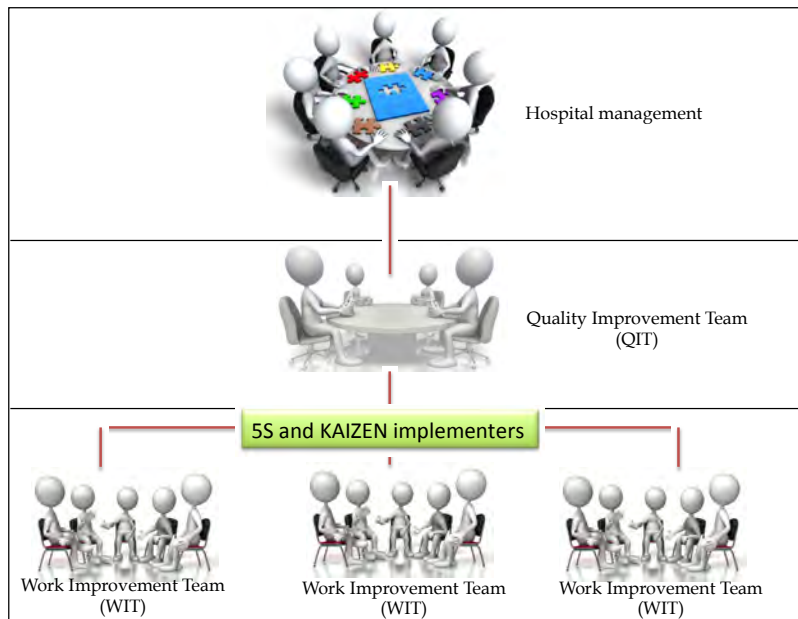 Hospital management
Quality Improvement Team
(QIT)
5S and KAIZEN implementers
Work Improvement Team
(WIT)
Work Improvement Team
(WIT)
Work Improvement Team
(WIT)